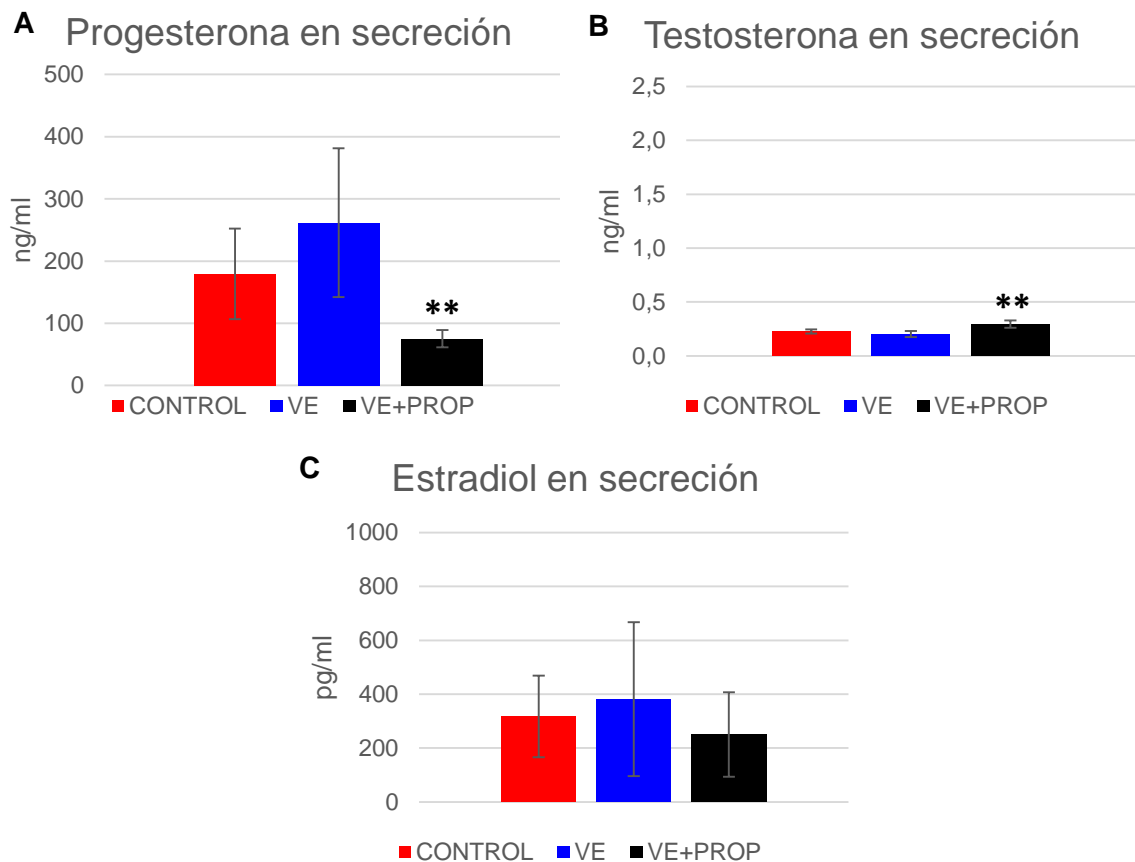 A Progesterona en secreción
500
400
300
200
100
0
ng/ml
**
CONTROL VE VE+PROP
B Testosterona en secreción
2,5
2,0
1,5
1,0
0,5
0,0
ng/ml
**
CONTROL VE VE+PROP
C Estradiol en secreción
1000
800
600
400
200
0
pg/ml
CONTROL VE VE+PROP